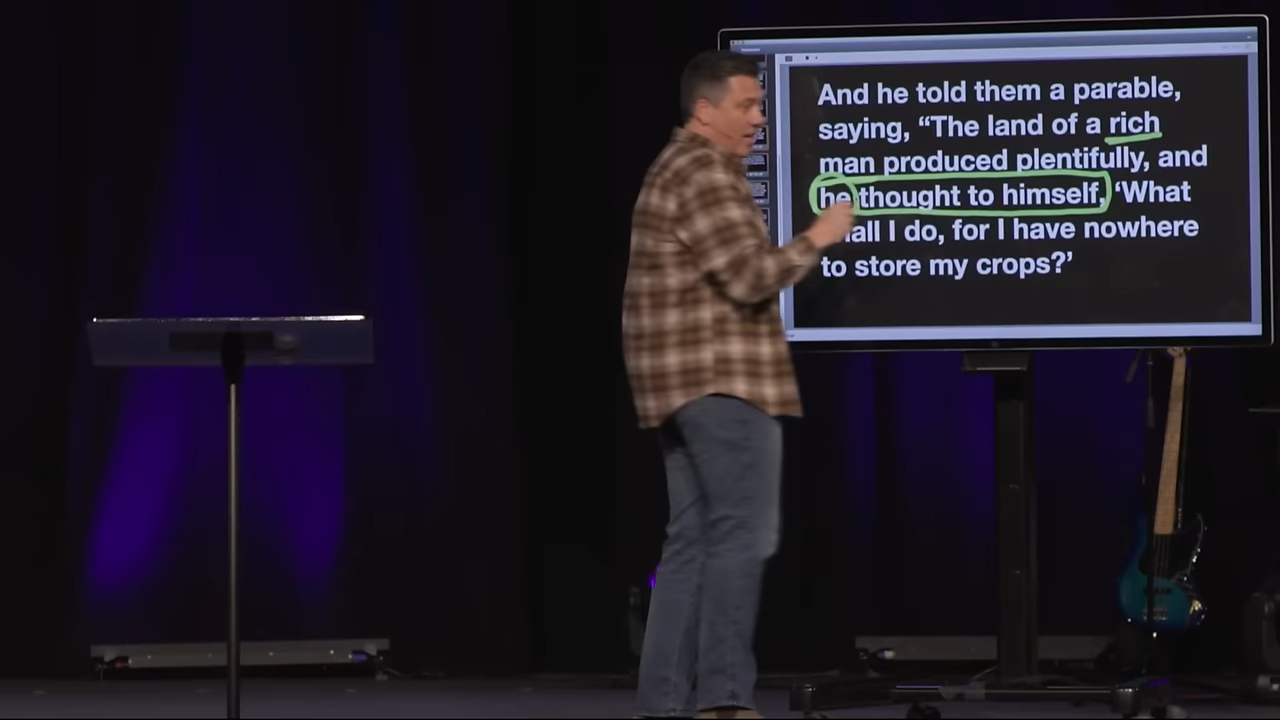 And he told them a parable,
saying, “The land of a rich
man produced plentifully, and
he thought to himself, ‘What
all I do, for I have nowhere
to store my crops?’